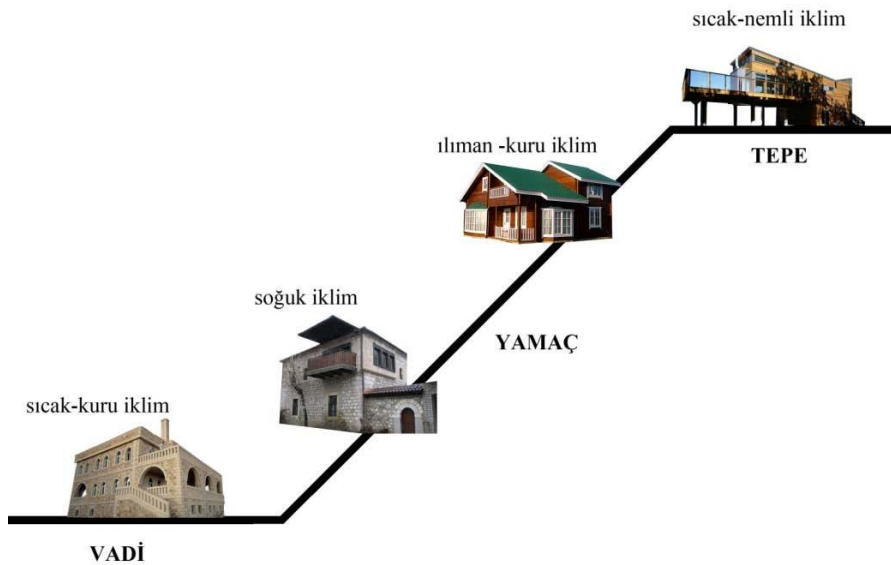 sıcak-nemli iklim
TEPE
ılıman -kuru iklim
YAMAÇ
soğuk iklim
sıcak-kuru iklim
VADİ